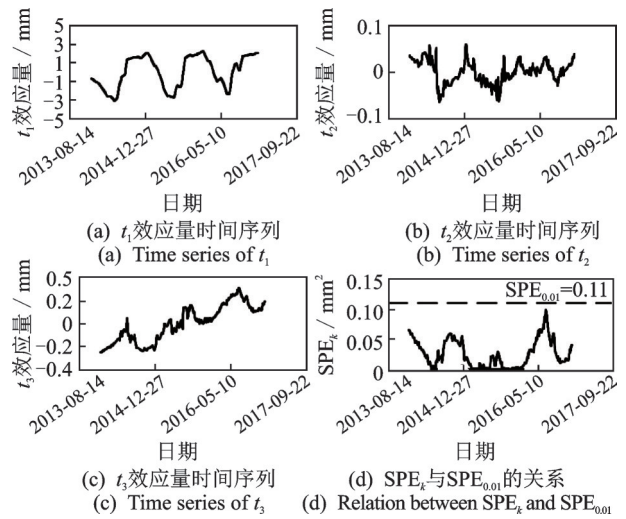 t₁效应量 / mm
5
3
1
−1
−3
−5
2013-08-14
2014-12-27
2016-05-10
2017-09-22
日期
(a) t₁效应量时间序列
(a) Time series of t₁
t₂效应量 / mm
0.1
0
−0.1
2013-08-14
2014-12-27
2016-05-10
2017-09-22
日期
(b) t₂效应量时间序列
(b) Time series of t₂
t₃效应量 / mm
0.5
0.2
0
−0.2
−0.4
2013-08-14
2014-12-27
2016-05-10
2017-09-22
日期
(c) t₃效应量时间序列
(c) Time series of t₃
SPEₖ / mm²
0.15
0.10
0.05
0
SPE₀.₀₁=0.11
2013-08-14
2014-12-27
2016-05-10
2017-09-22
日期
(d) SPEₖ与SPE₀.₀₁的关系
(d) Relation between SPEₖ and SPE₀.₀₁